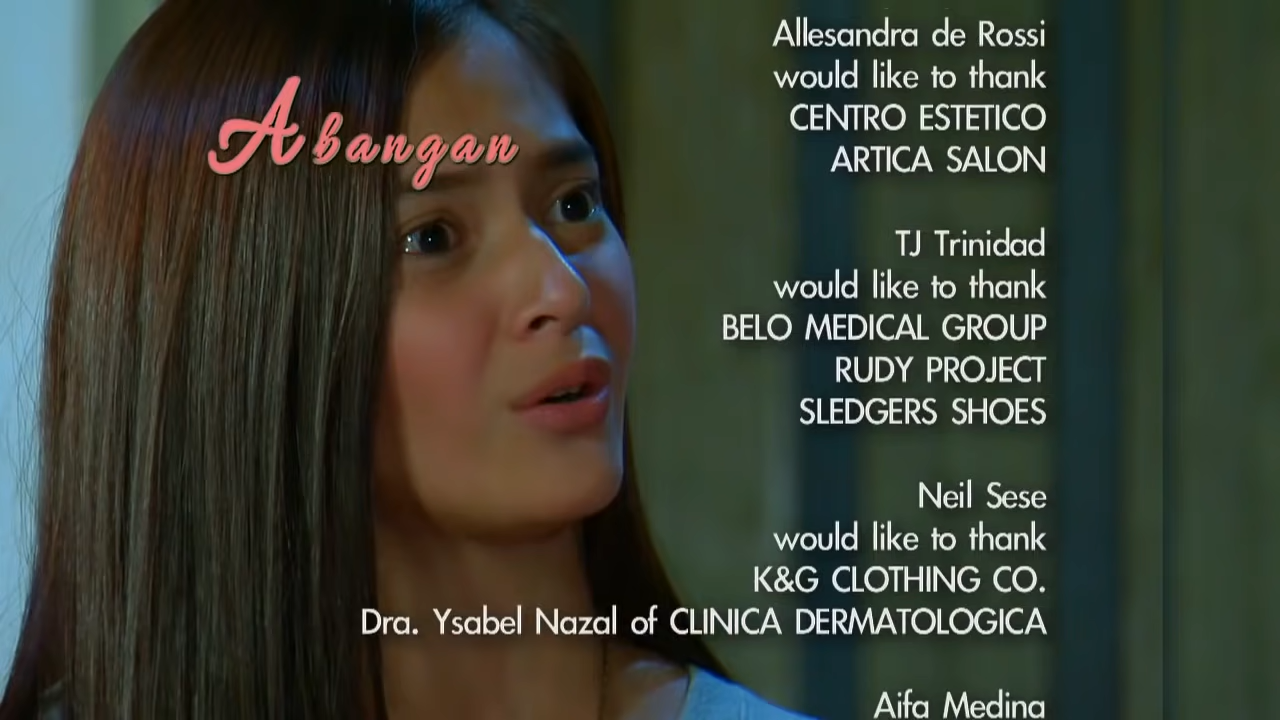 Abangan
Allesandra de Rossi
would like to thank
CENTRO ESTETICO
ARTICA SALON
TJ Trinidad
would like to thank
BELO MEDICAL GROUP
RUDY PROJECT
SLEDGERS SHOES
Neil Sese
would like to thank
K&G CLOTHING CO.
Dra. Ysabel Nazal of CLINICA DERMATOLOGICA
Aifa Medina